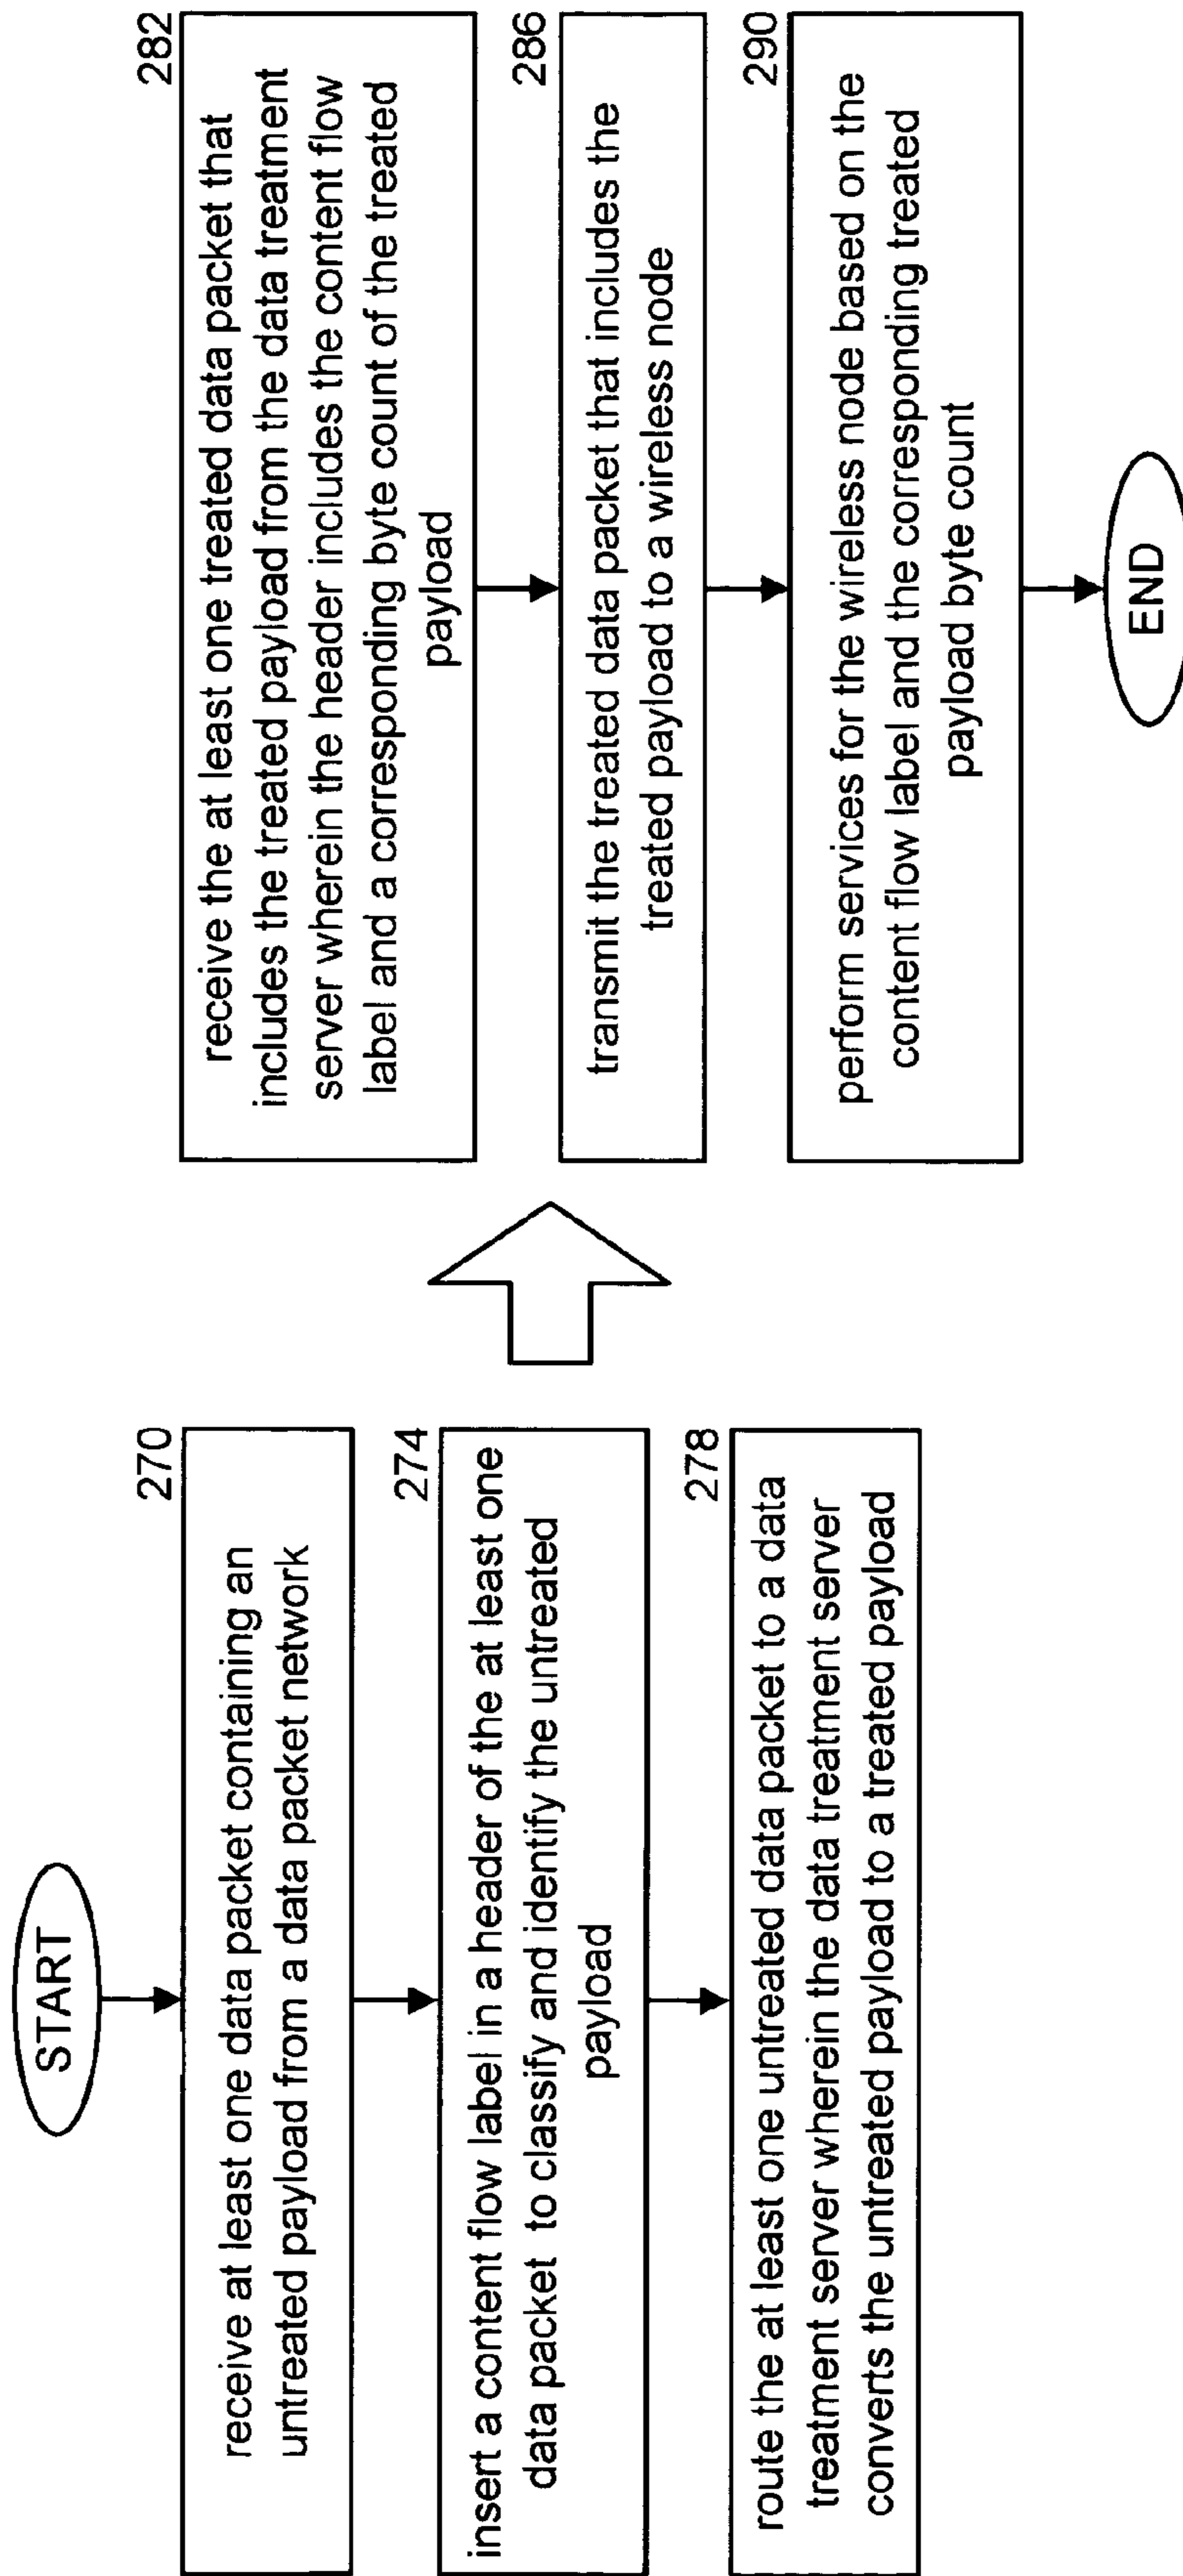 START
270
receive at least one data packet containing an
untreated payload from a data packet network
274
insert a content flow label in a header of the at least one
data packet to classify and identify the untreated
payload
278
route the at least one untreated data packet to a data
treatment server wherein the data treatment server
converts the untreated payload to a treated payload
282
receive the at least one treated data packet that
includes the treated payload from the data treatment
server wherein the header includes the content flow
label and a corresponding byte count of the treated
payload
286
transmit the treated data packet that includes the
treated payload to a wireless node
290
perform services for the wireless node based on the
content flow label and the corresponding treated
payload byte count
END